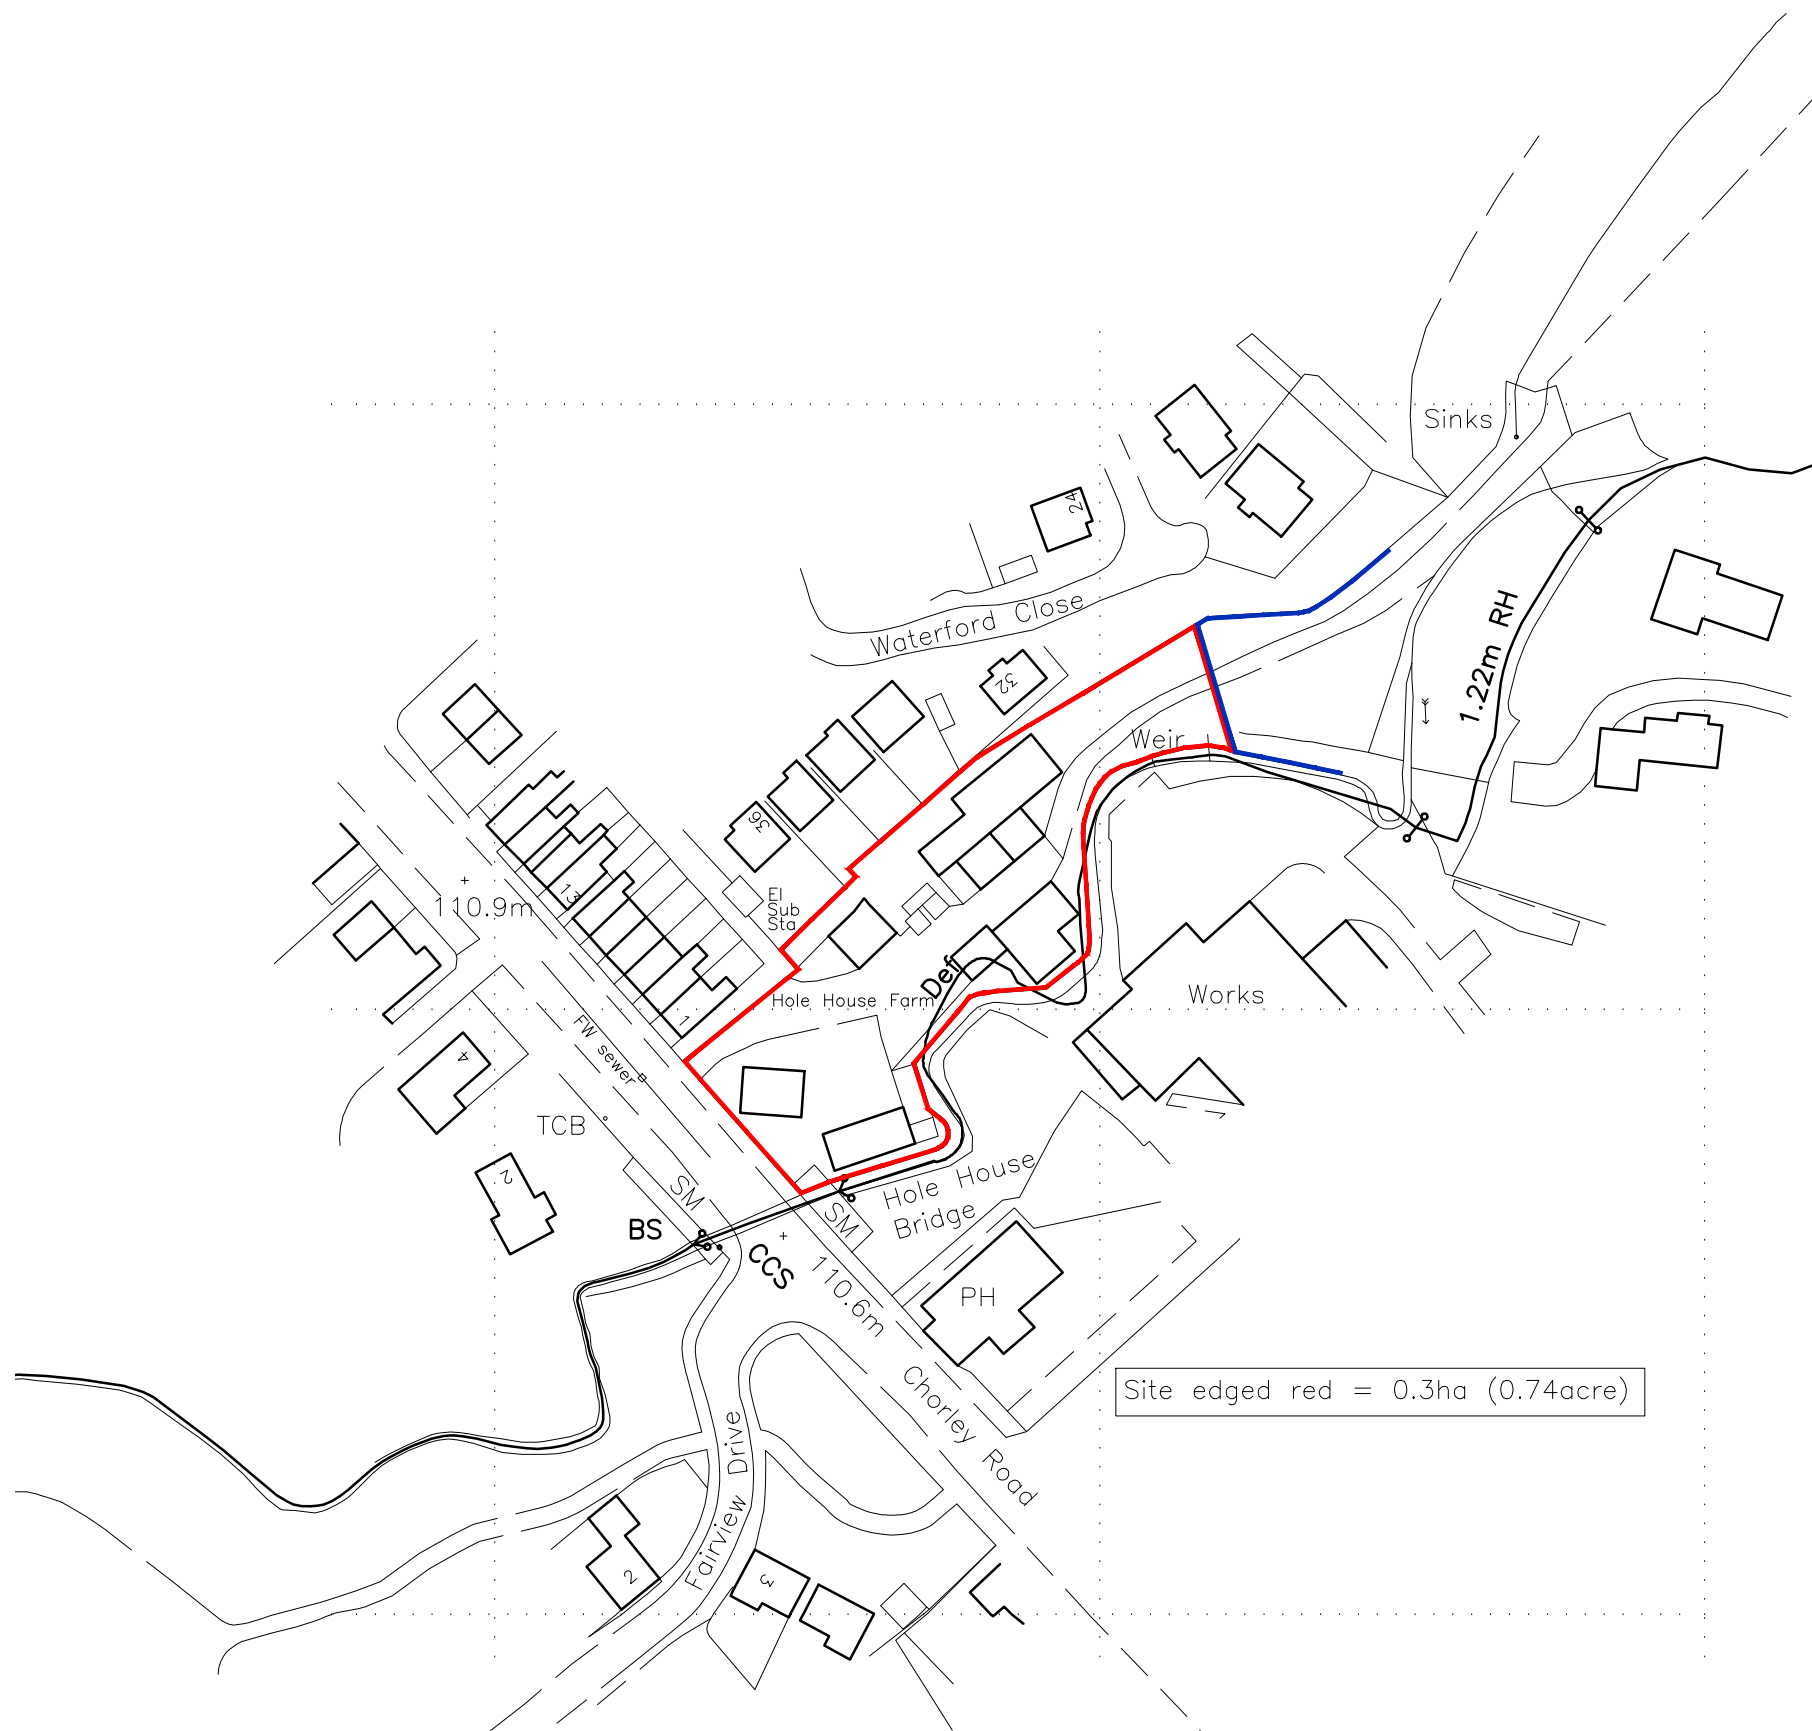 Sinks
24
Waterford Close
1.22m RH
32
Weir
36
El
Sub
Sta
13
110.9m
Def
Hole House Farm
Works
1
FW sewer
4
TCB
2
SM
Hole House
Bridge
SM
BS
CCS
110.6m
PH
Site edged red = 0.3ha (0.74acre)
Chorley Road
Fairview Drive
2
3